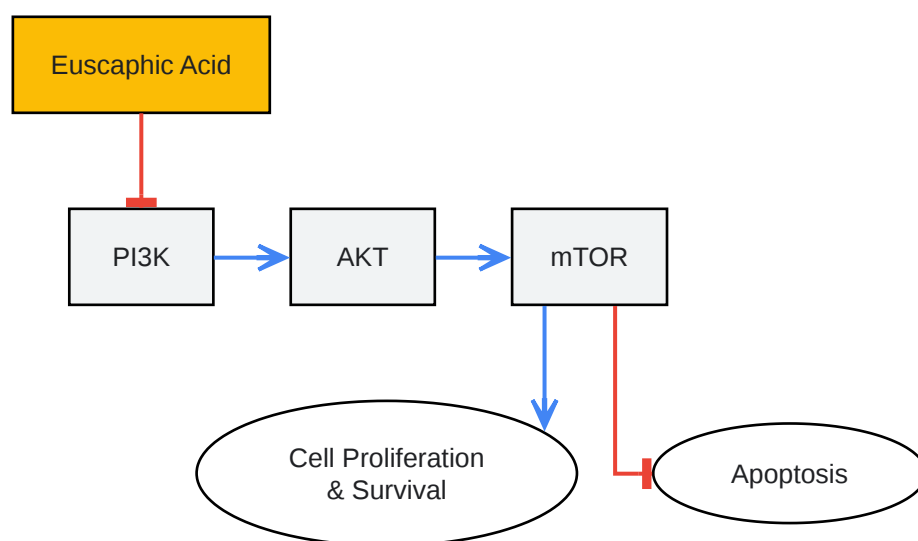 Euscaphic Acid
PI3K
AKT
mTOR
Cell Proliferation
& Survival
Apoptosis